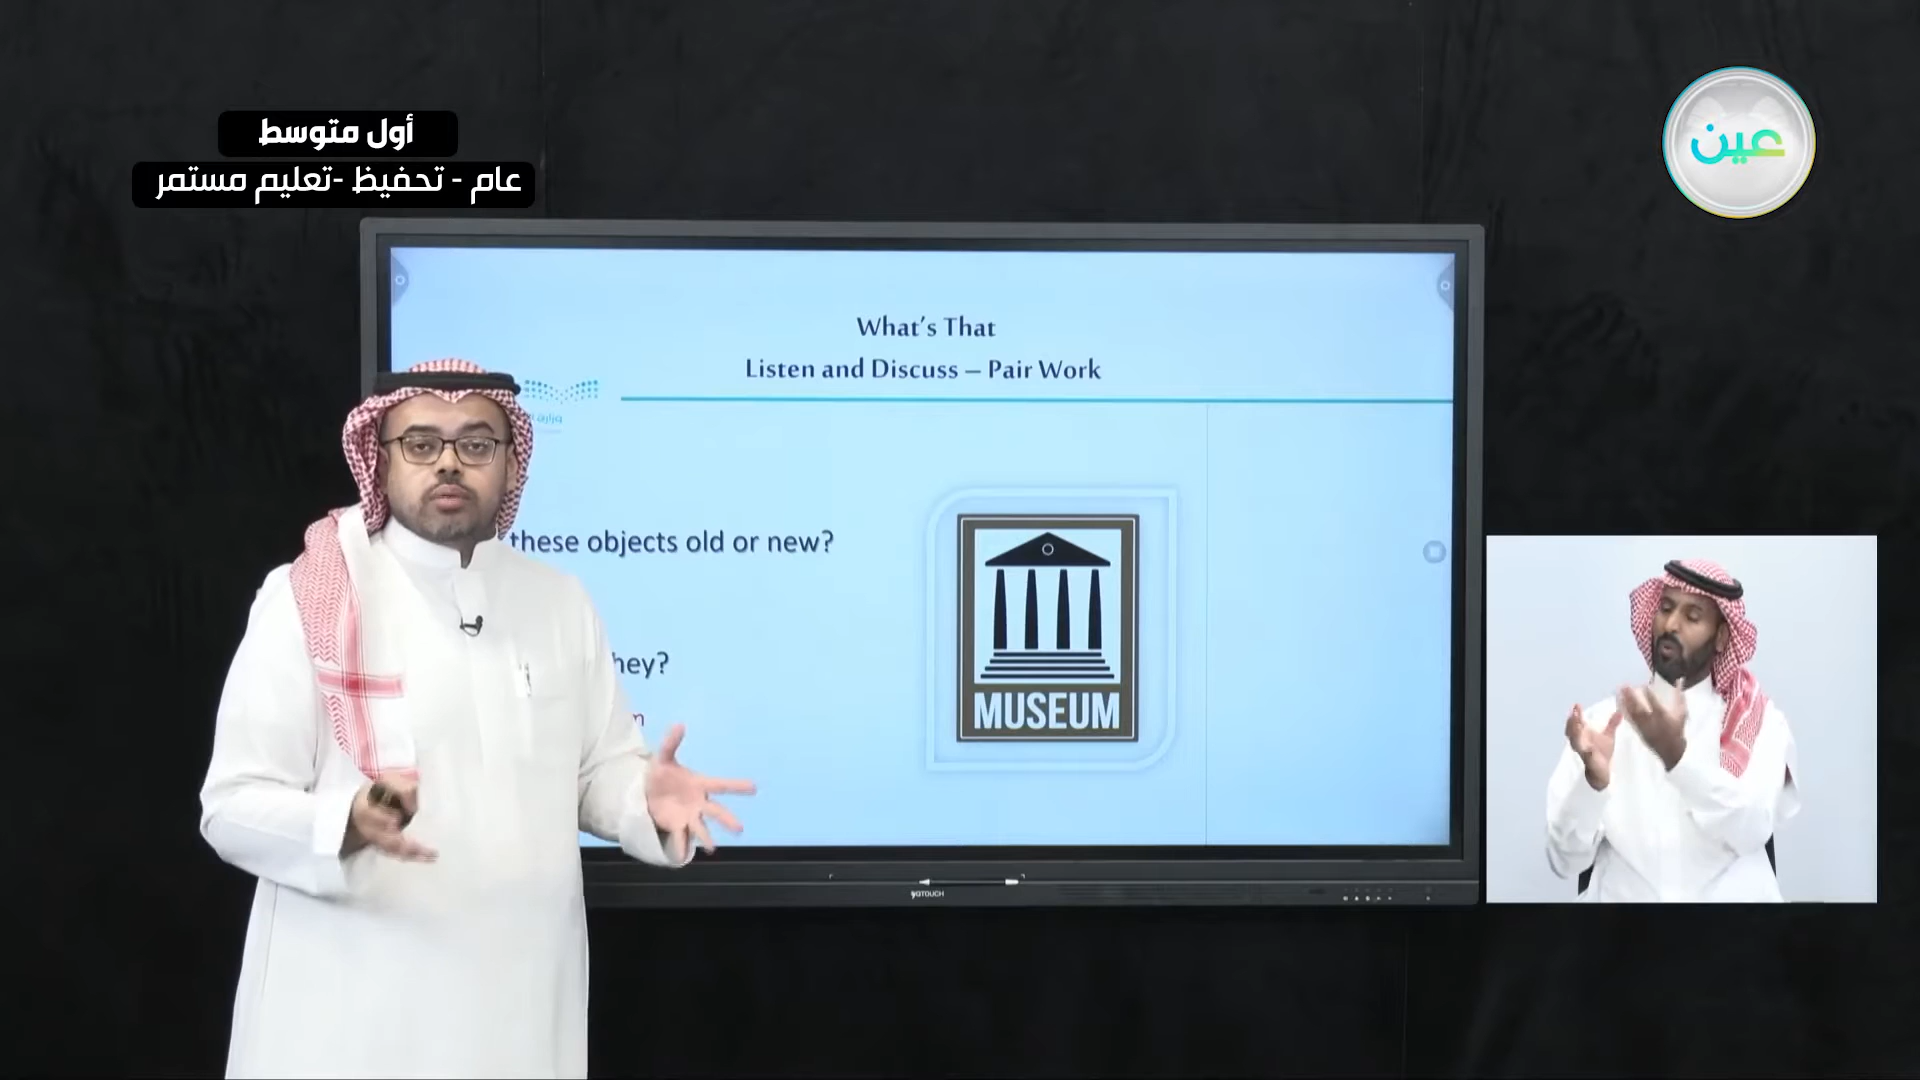 أول متوسط
عام - تحفيظ -تعليم مستمر
عين
What's That
Listen and Discuss – Pair Work
these objects old or new?
hey?
MUSEUM